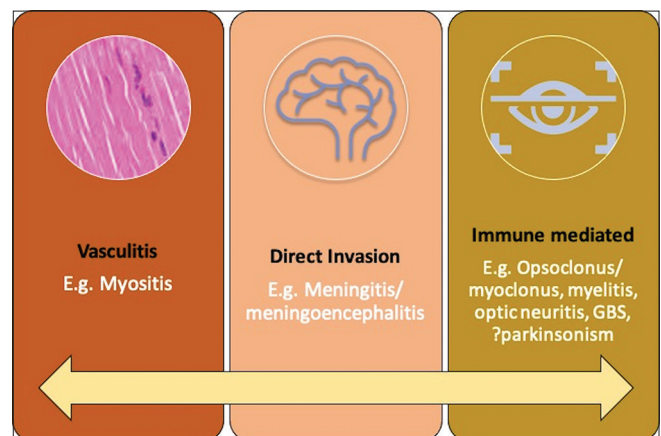 Vasculitis
E.g. Myositis
Direct Invasion
E.g. Meningitis/
meningoencephalitis
Immune mediated
E.g. Opsoclonus/
myoclonus, myelitis,
optic neuritis, GBS,
?parkinsonism